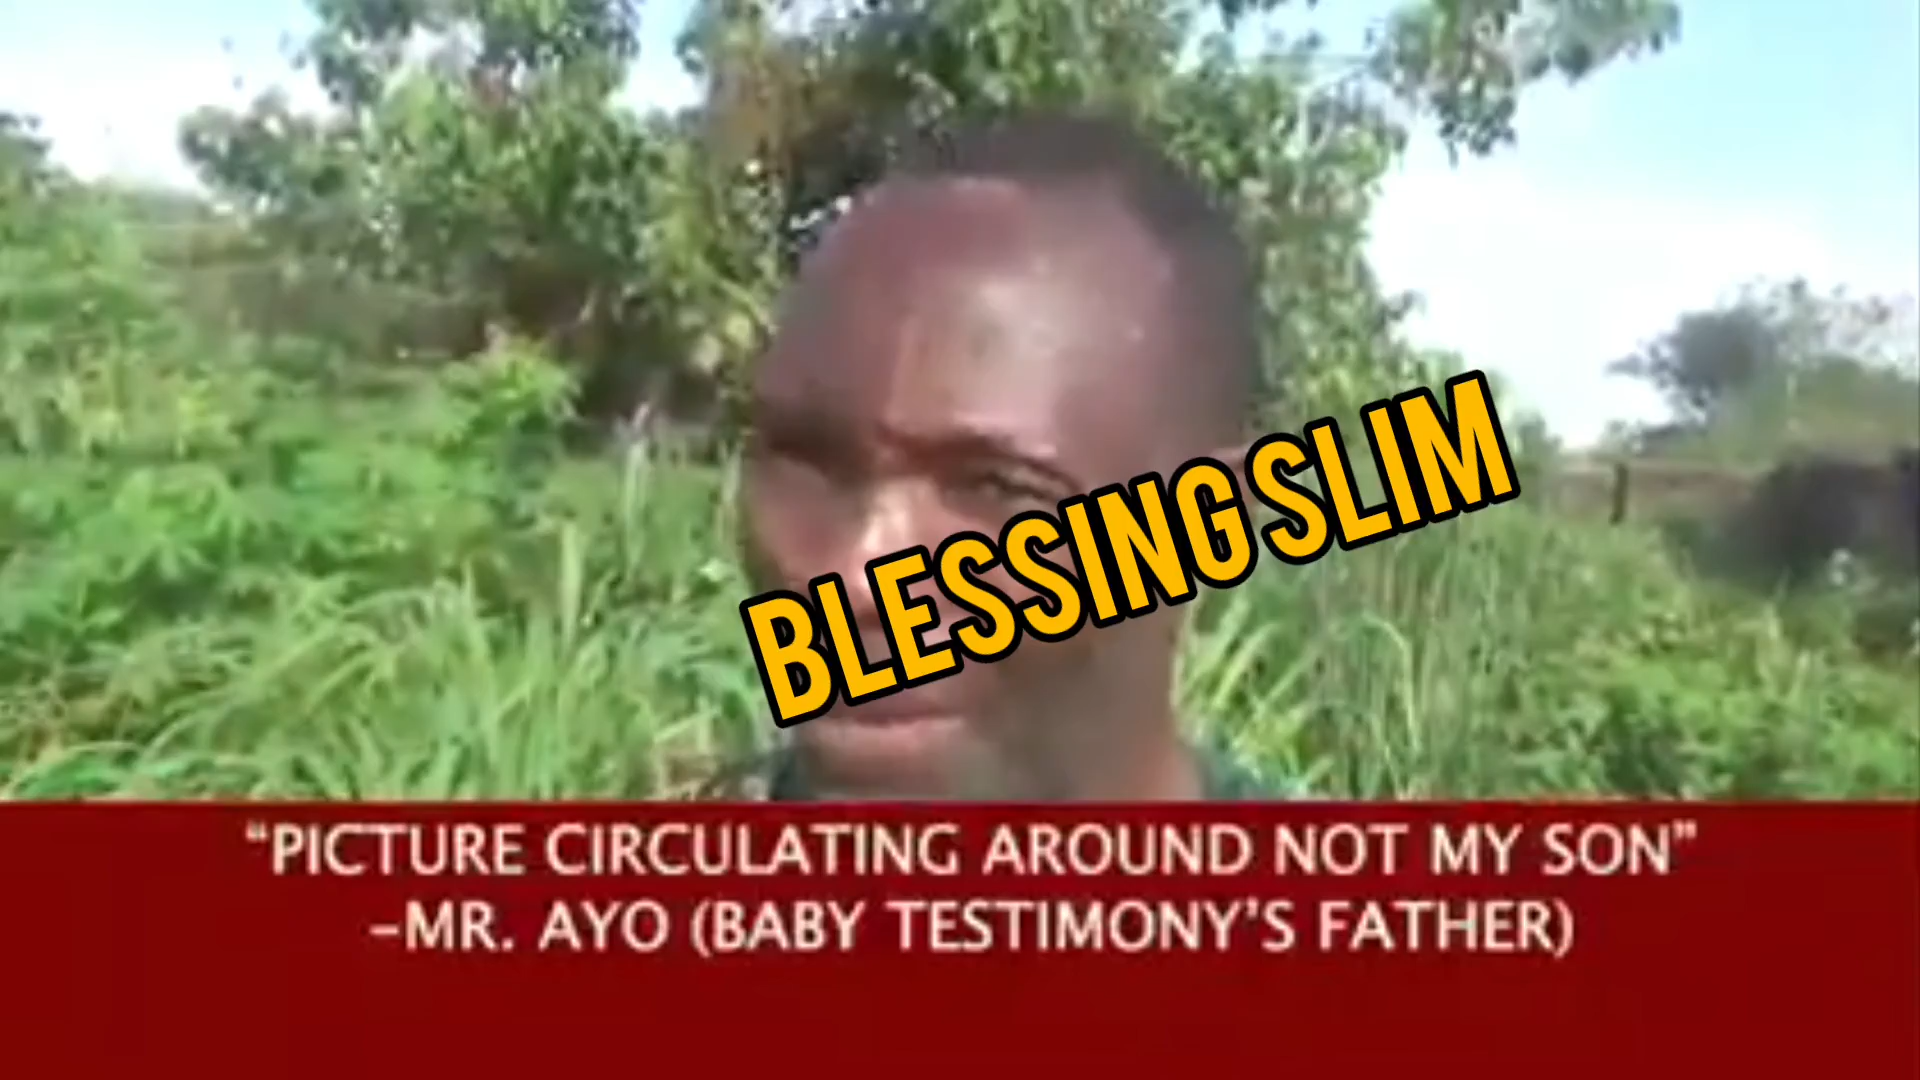 BLESSING SLIM
“PICTURE CIRCULATING AROUND NOT MY SON”
–MR. AYO (BABY TESTIMONY’S FATHER)